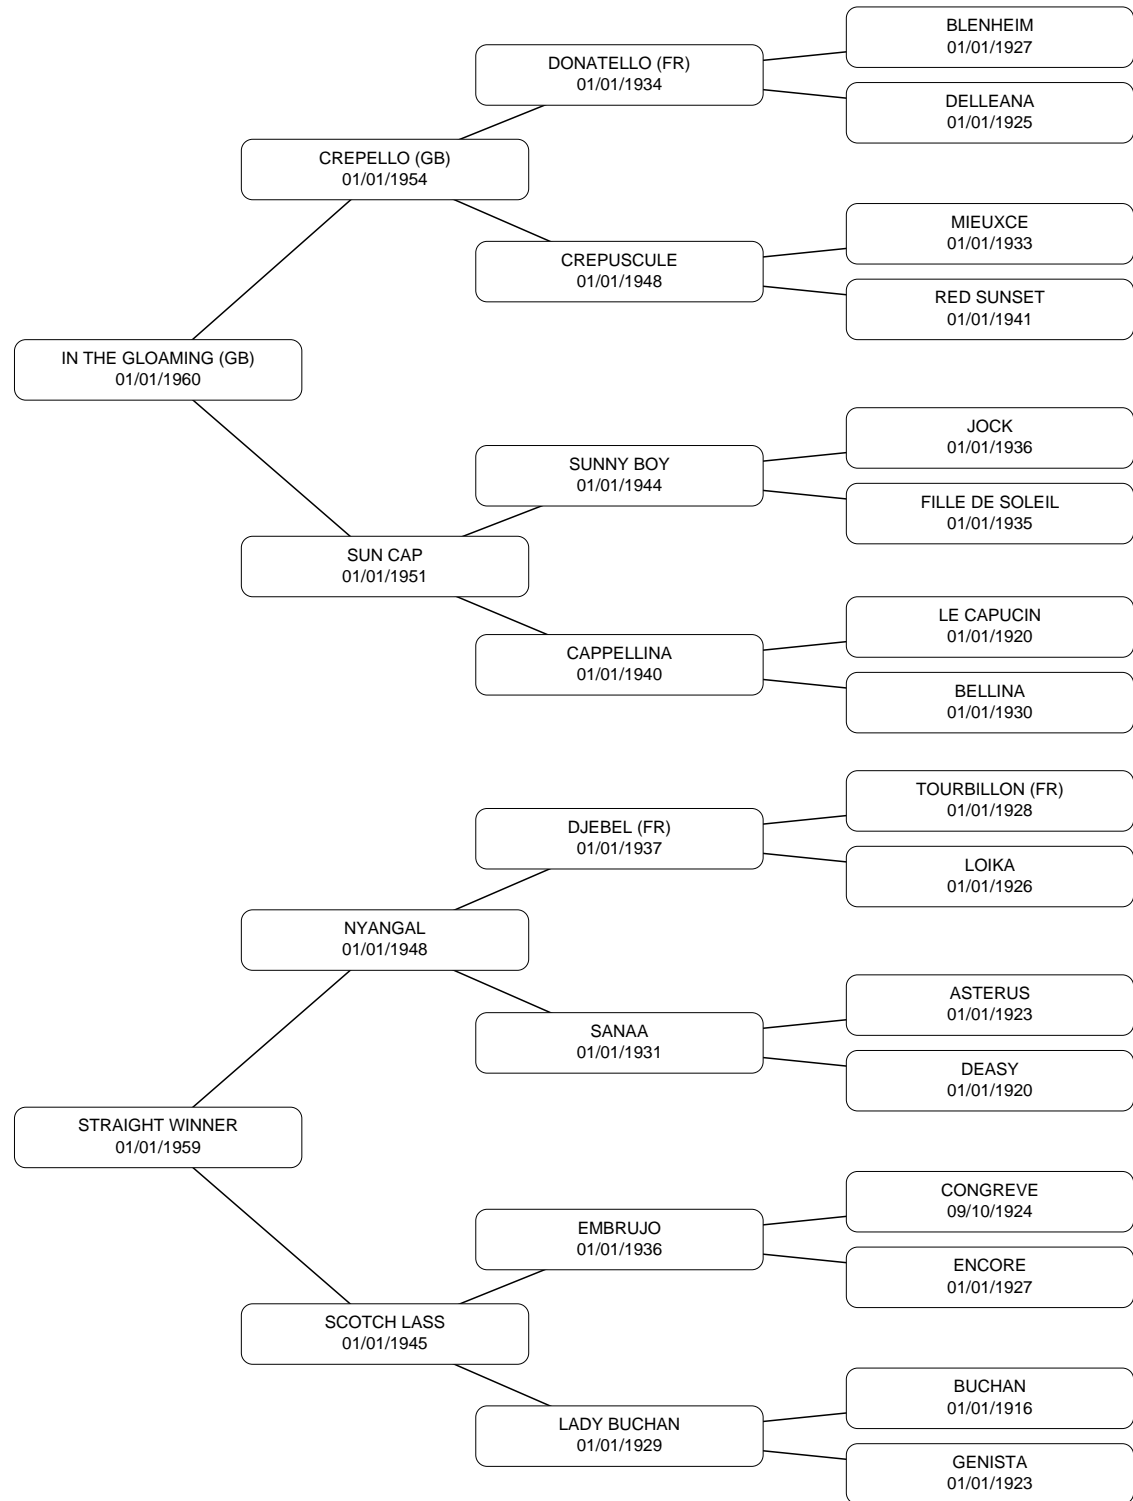 BLENHEIM
01/01/1927
DONATELLO (FR)
01/01/1934
DELLEANA
01/01/1925
CREPELLO (GB)
01/01/1954
MIEUXCE
01/01/1933
CREPUSCULE
01/01/1948
RED SUNSET
01/01/1941
IN THE GLOAMING (GB)
01/01/1960
JOCK
01/01/1936
SUNNY BOY
01/01/1944
FILLE DE SOLEIL
01/01/1935
SUN CAP
01/01/1951
LE CAPUCIN
01/01/1920
CAPPELLINA
01/01/1940
BELLINA
01/01/1930
TOURBILLON (FR)
01/01/1928
DJEBEL (FR)
01/01/1937
LOIKA
01/01/1926
NYANGAL
01/01/1948
ASTERUS
01/01/1923
SANAA
01/01/1931
DEASY
01/01/1920
STRAIGHT WINNER
01/01/1959
CONGREVE
09/10/1924
EMBRUJO
01/01/1936
ENCORE
01/01/1927
SCOTCH LASS
01/01/1945
BUCHAN
01/01/1916
LADY BUCHAN
01/01/1929
GENISTA
01/01/1923